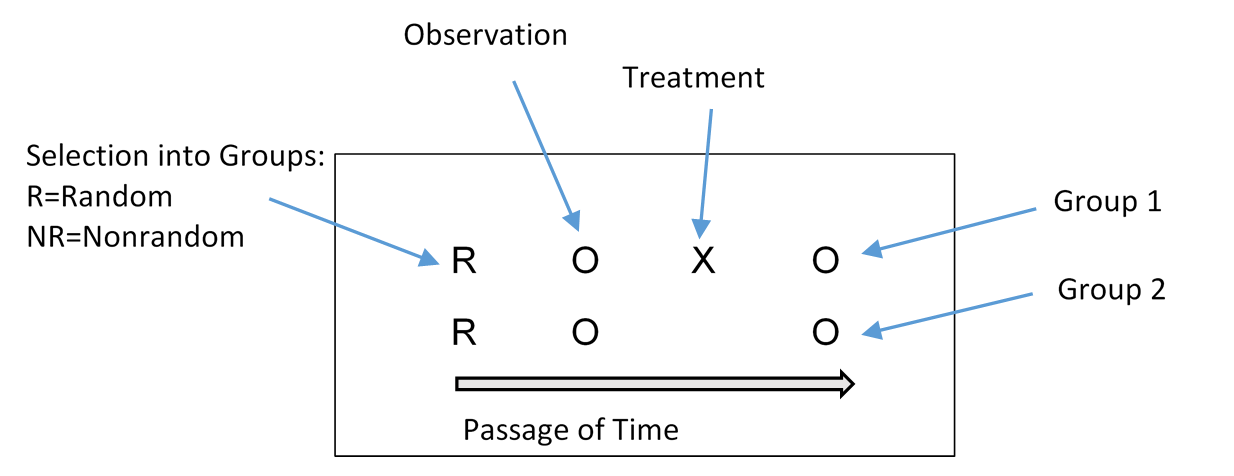 Observation
Treatment
Selection into Groups:
R=Random
NR=Nonrandom
Group 1
R O X O
Group 2
R O O
Passage of Time